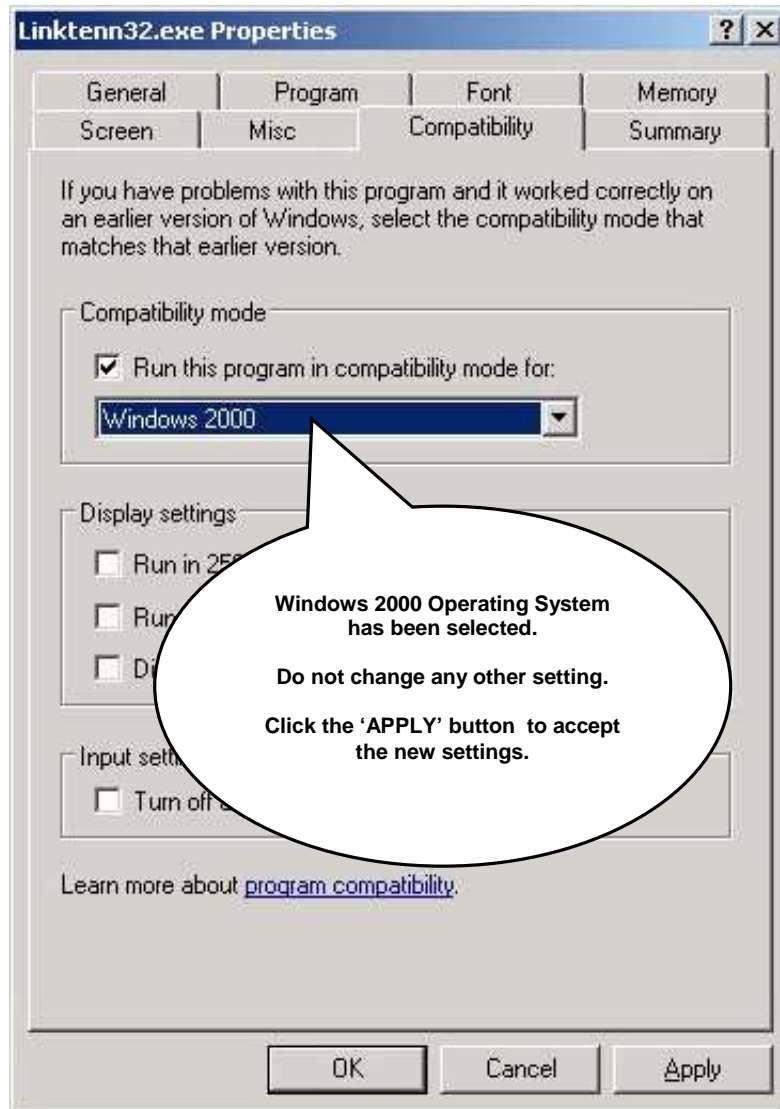 Linktenn32.exe Properties
General Program Font Memory
Screen Misc Compatibility Summary
If you have problems with this program and it worked correctly on
an earlier version of Windows, select the compatibility mode that
matches that earlier version.
Compatibility mode
Run this program in compatibility mode for:
Windows 2000
Display settings
Run in
Windows 2000 Operating System
has been selected.
Do not change any other setting.
Click the ‘APPLY’ button to accept
the new settings.
Input
Turn off
Learn more about program compatibility.
OK Cancel Apply